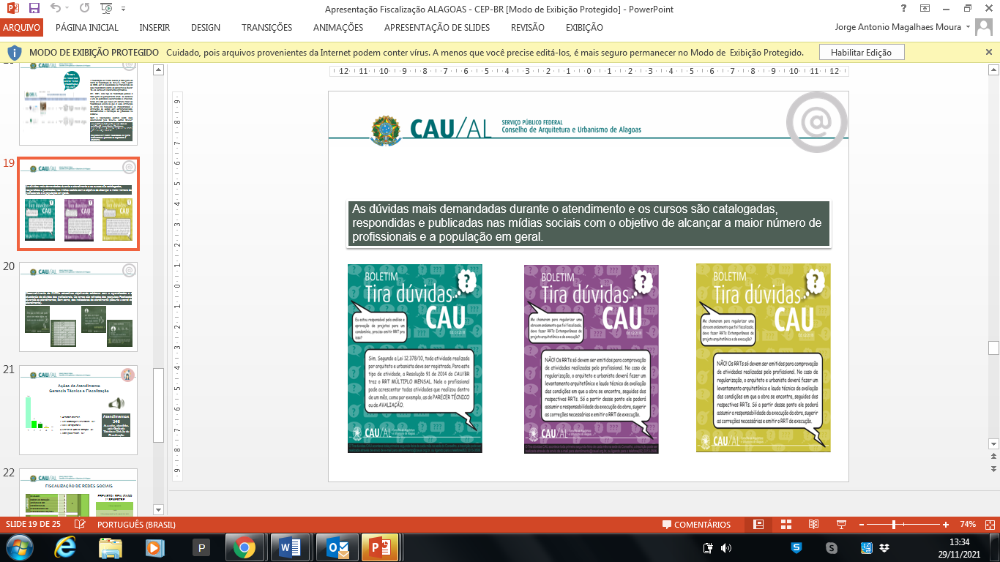 Apresentação Fiscalização ALAGOAS - CEP-BR [Modo de Exibição Protegido] - PowerPoint
ARQUIVO PÁGINA INICIAL INSERIR DESIGN TRANSIÇÕES ANIMAÇÕES APRESENTAÇÃO DE SLIDES REVISÃO EXIBIÇÃO Jorge Antonio Magalhaes Moura
MODO DE EXIBIÇÃO PROTEGIDO Cuidado, pois arquivos provenientes da Internet podem conter vírus. A menos que você precise editá-los, é mais seguro permanecer no Modo de Exibição Protegido. Habilitar Edição
12 11 10 9 8 7 6 5 4 3 2 1 1 2 3 4 5 6 7 8 9 10 11 12
CAU/AL
SERVIÇO PÚBLICO FEDERAL
Conselho de Arquitetura e Urbanismo de Alagoas
As dúvidas mais demandadas durante o atendimento e os cursos são catalogadas,
respondidas e publicadas nas mídias sociais com o objetivo de alcançar a maior número de
profissionais e a população em geral.
BOLETIM
Tira dúvidas
CAU
Eu estou responsável pela análise e
aprovação de projetos para um
condomínio, preciso emitir RRT por
isso?
Sim. Segundo a Lei 12.378/10, toda atividade realizada
por arquiteto e urbanista deve ser registrada. Para este
tipo de atividade, a Resolução 91 de 2014 do CAU/BR
traz o RRT MÚLTIPLO MENSAL. Nele o profissional
pode acrescentar todas atividades que realizou dentro
de um mês, como por exemplo, as de PARECER TÉCNICO
ou de AVALIAÇÃO.
CAU/AL
BOLETIM
Tira dúvidas
CAU
Me chamaram para regularizar uma
obra em andamento que foi fiscalizada,
devo fazer RRTs Extemporâneos de
projeto arquitetônico e de execução?
NÃO! Os RRTs só devem ser emitidos para comprovação
de atividades realizadas pelo profissional. No caso de
regularização, o arquiteto e urbanista deverá fazer um
levantamento arquitetônico e laudo técnico de avaliação
das condições em que a obra se encontra, seguidos dos
respectivos RRTs. Só a partir desse ponto ele poderá
assumir a responsabilidade da execução da obra, sugerir
as correções necessárias e emitir o RRT de execução.
CAU/AL
BOLETIM
Tira dúvidas
CAU
Me chamaram para regularizar uma
obra em andamento que foi fiscalizada,
devo fazer RRTs Extemporâneos de
projeto arquitetônico e de execução?
NÃO! Os RRTs só devem ser emitidos para comprovação
de atividades realizadas pelo profissional. No caso de
regularização, o arquiteto e urbanista deverá fazer um
levantamento arquitetônico e laudo técnico de avaliação
das condições em que a obra se encontra, seguidos dos
respectivos RRTs. Só a partir desse ponto ele poderá
assumir a responsabilidade da execução da obra, sugerir
as correções necessárias e emitir o RRT de execução.
CAU/AL
19
CAU/AL
20
CAU/AL
21
CAU/AL
Ações de Atendimento
Gerencia Técnica e Fiscalização
Atendimentos
346
22
CAU/AL
FISCALIZAÇÃO DE REDES SOCIAIS
PREVISTO / REALIZADO
1º SEMESTRE
SLIDE 19 DE 25 PORTUGUÊS (BRASIL) COMENTÁRIOS 74%
13:34
29/11/2021